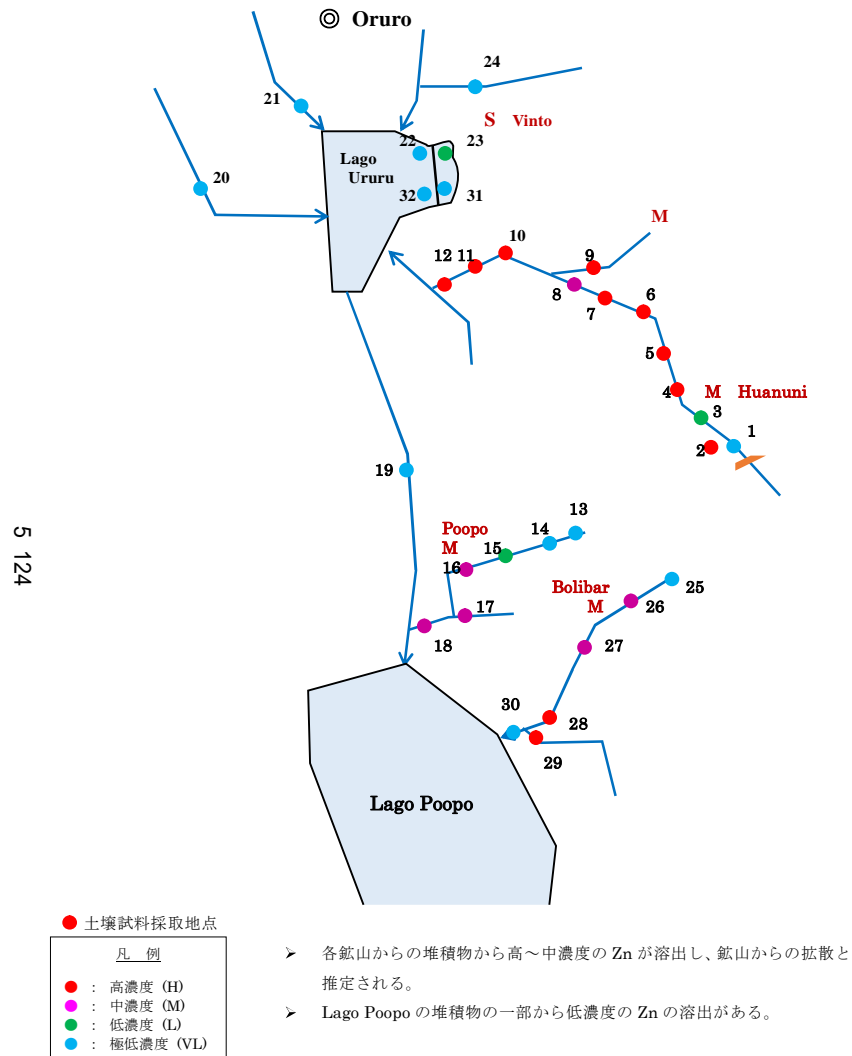 ◎ Oruro
24
21
S Vinto
22
23
Lago
Ururu
20
32
31
M
10
12 11
9
8
6
7
5
4
M Huanuni
3
1
2
19
13
Poopo
M
14
15
16
Bolibar
M
25
26
17
18
27
30
28
29
Lago Poopo
5 124
土壌試料採取地点
凡 例
: 高濃度 (H)
: 中濃度 (M)
: 低濃度 (L)
: 極低濃度 (VL)
➢ 各鉱山からの堆積物から高～中濃度の Zn が溶出し、鉱山からの拡散と
推定される。
➢ Lago Poopo の堆積物の一部から低濃度の Zn の溶出がある。